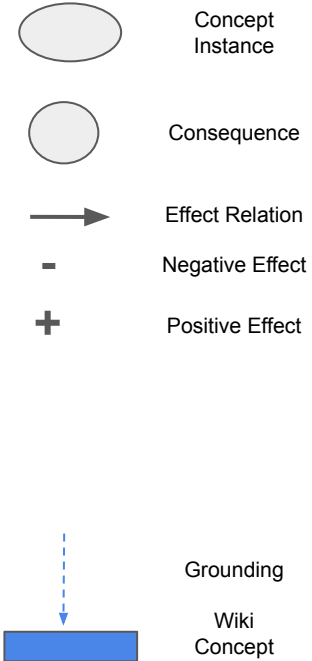 Concept
Instance
Consequence
Effect Relation
- Negative Effect
+ Positive Effect
Grounding
Wiki
Concept